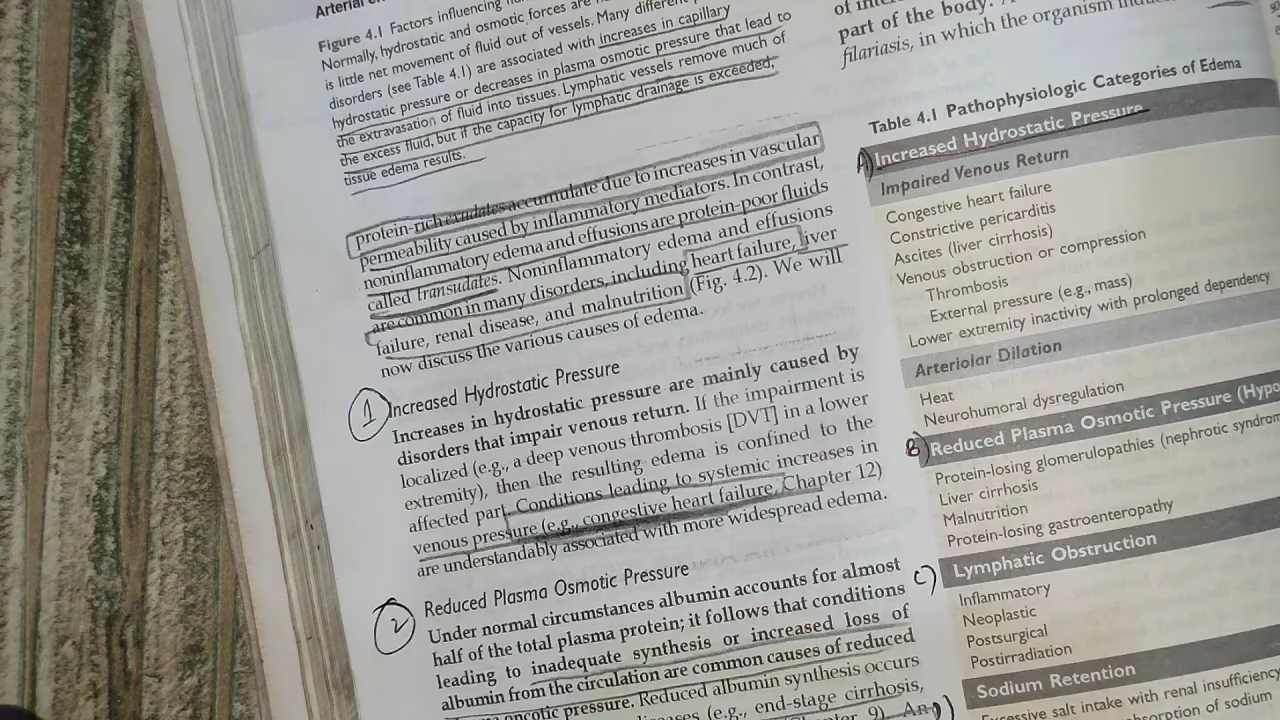 Arterial
Figure 4.1 Factors influencing
Normally, hydrostatic and osmotic forces are
is little net movement of fluid out of vessels. Many different
disorders (see Table 4.1) are associated with increases in capillary
hydrostatic pressure or decreases in plasma osmotic pressure that lead to
the extravasation of fluid into tissues. Lymphatic vessels remove much of
the excess fluid, but if the capacity for lymphatic drainage is exceeded,
tissue edema results.
protein-rich exudates accumulate due to increases in vascular
permeability caused by inflammatory mediators. In contrast,
noninflammatory edema and effusions are protein-poor fluids
called transudates. Noninflammatory edema and effusions
are common in many disorders, including heart failure, liver
failure, renal disease, and malnutrition (Fig. 4.2). We will
now discuss the various causes of edema.
1 Increased Hydrostatic Pressure
Increases in hydrostatic pressure are mainly caused by
disorders that impair venous return. If the impairment is
localized (e.g., a deep venous thrombosis [DVT] in a lower
extremity), then the resulting edema is confined to the
affected part. Conditions leading to systemic increases in
venous pressure (e.g., congestive heart failure, Chapter 12)
are understandably associated with more widespread edema.
2 Reduced Plasma Osmotic Pressure
Under normal circumstances albumin accounts for almost
half of the total plasma protein; it follows that conditions
leading to inadequate synthesis or increased loss of
albumin from the circulation are common causes of reduced
oncotic pressure. Reduced albumin synthesis occurs
(e.g., end-stage cirrhosis,
9). An
of
part of the body.
filariasis, in which the organism
Table 4.1 Pathophysiologic Categories of Edema
A) Increased Hydrostatic Pressure
Impaired Venous Return
Congestive heart failure
Constrictive pericarditis
Ascites (liver cirrhosis)
Venous obstruction or compression
Thrombosis
External pressure (e.g., mass)
Lower extremity inactivity with prolonged dependency
Arteriolar Dilation
Heat
Neurohumoral dysregulation
B) Reduced Plasma Osmotic Pressure (Hypo
Protein-losing glomerulopathies (nephrotic syndrom
Liver cirrhosis
Malnutrition
Protein-losing gastroenteropathy
C) Lymphatic Obstruction
Inflammatory
Neoplastic
Postsurgical
Postirradiation
D) Sodium Retention
Excessive salt intake with renal insufficiency
of sodium